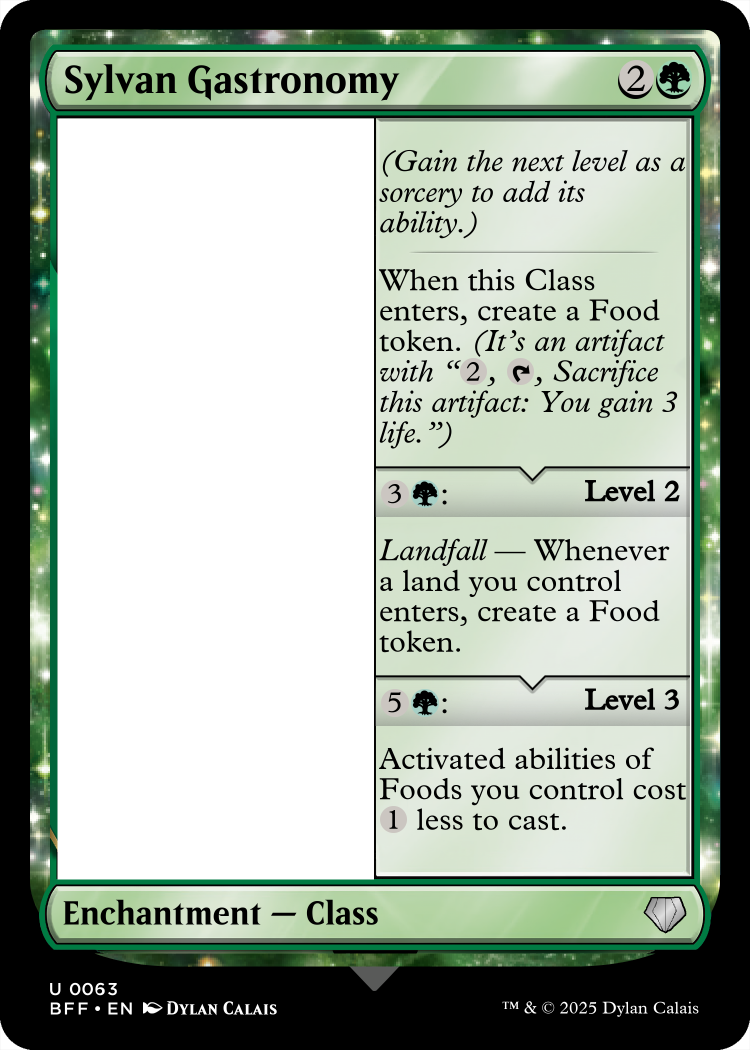 Sylvan Gastronomy 2
(Gain the next level as a
sorcery to add its
ability.)
When this Class
enters, create a Food
token. (It's an artifact
with “2, , Sacrifice
this artifact: You gain 3
life.”)
3 : Level 2
Landfall — Whenever
a land you control
enters, create a Food
token.
5 : Level 3
Activated abilities of
Foods you control cost
1 less to cast.
Enchantment — Class
U 0063
BFF • EN Dylan Calais
™ & © 2025 Dylan Calais